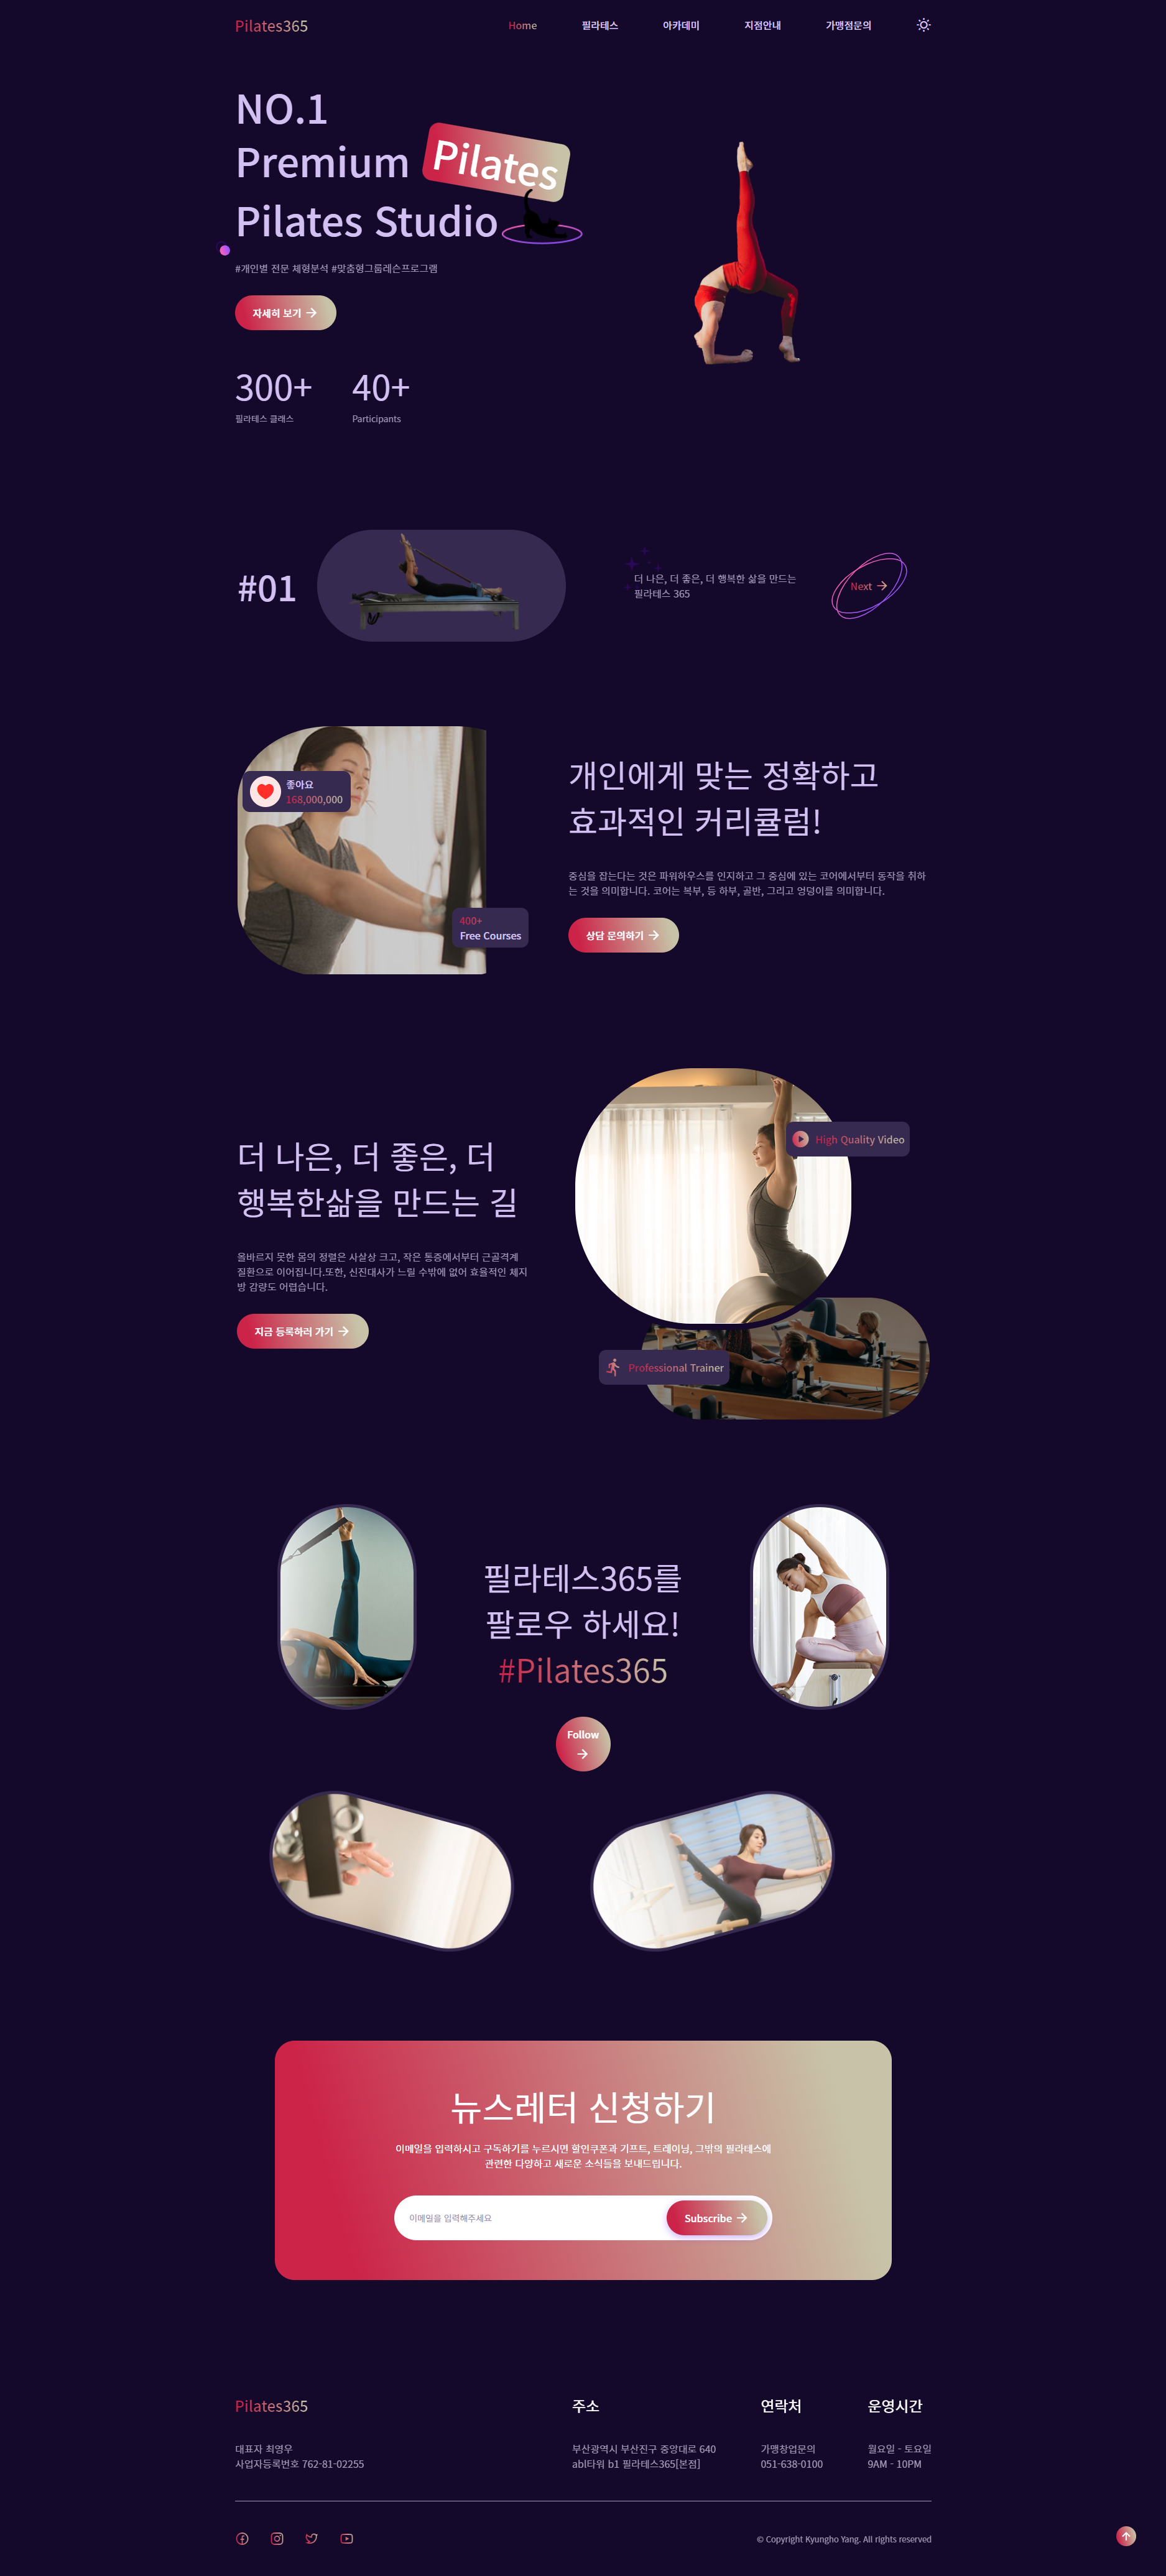 Pilates365
Home 필라테스 아카데미 지점안내 가맹점문의
NO.1
Premium Pilates
Pilates Studio
#개인별 전문 체형분석 #맞춤형그룹레슨프로그램
자세히 보기
300+ 40+
필라테스 클래스 Participants
#01
더 나은, 더 좋은, 더 행복한 삶을 만드는
필라테스 365
Next
좋아요
168,000,000
400+
Free Courses
개인에게 맞는 정확하고
효과적인 커리큘럼!
중심을 잡는다는 것은 파워하우스를 인지하고 그 중심에 있는 코어에서부터 동작을 취하
는 것을 의미합니다. 코어는 복부, 등 하부, 골반, 그리고 엉덩이를 의미합니다.
상담 문의하기
더 나은, 더 좋은, 더
행복한삶을 만드는 길
올바르지 못한 몸의 정렬은 사살상 크고, 작은 통증에서부터 근골격계
질환으로 이어집니다.또한, 신진대사가 느릴 수밖에 없어 효율적인 체지
방 감량도 어렵습니다.
지금 등록하러 가기
High Quality Video
Professional Trainer
필라테스365를
팔로우 하세요!
#Pilates365
Follow
뉴스레터 신청하기
이메일을 입력하시고 구독하기를 누르시면 할인쿠폰과 기프트, 트레이닝, 그밖의 필라테스에
관련한 다양하고 새로운 소식들을 보내드립니다.
이메일을 입력해주세요
Subscribe
Pilates365
대표자 최영우
사업자등록번호 762-81-02255
주소
부산광역시 부산진구 중앙대로 640
abl타워 b1 필라테스365[본점]
연락처
가맹창업문의
051-638-0100
운영시간
월요일 - 토요일
9AM - 10PM
© Copyright Kyungho Yang. All rights reserved